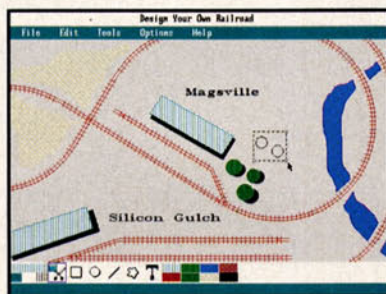 Design Your Own Railroad
File Edit Tools Options Help
Magsville
Silicon Gulch
T